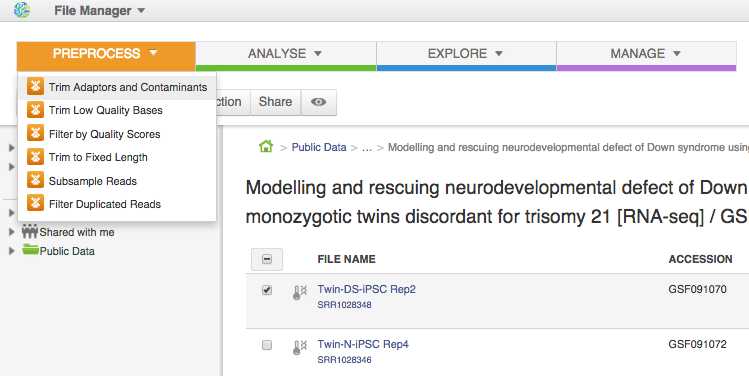 File Manager
PREPROCESS
ANALYSE
EXPLORE
MANAGE
Trim Adaptors and Contaminants
Trim Low Quality Bases
Filter by Quality Scores
Trim to Fixed Length
Subsample Reads
Filter Duplicated Reads
ction
Share
Shared with me
Public Data
> Public Data > ... > Modelling and rescuing neurodevelopmental defect of Down syndrome using
Modelling and rescuing neurodevelopmental defect of Down
monozygotic twins discordant for trisomy 21 [RNA-seq] / GS
FILE NAME
ACCESSION
Twin-DS-iPSC Rep2
GSF091070
SRR1028348
Twin-N-iPSC Rep4
GSF091072
SRR1028346